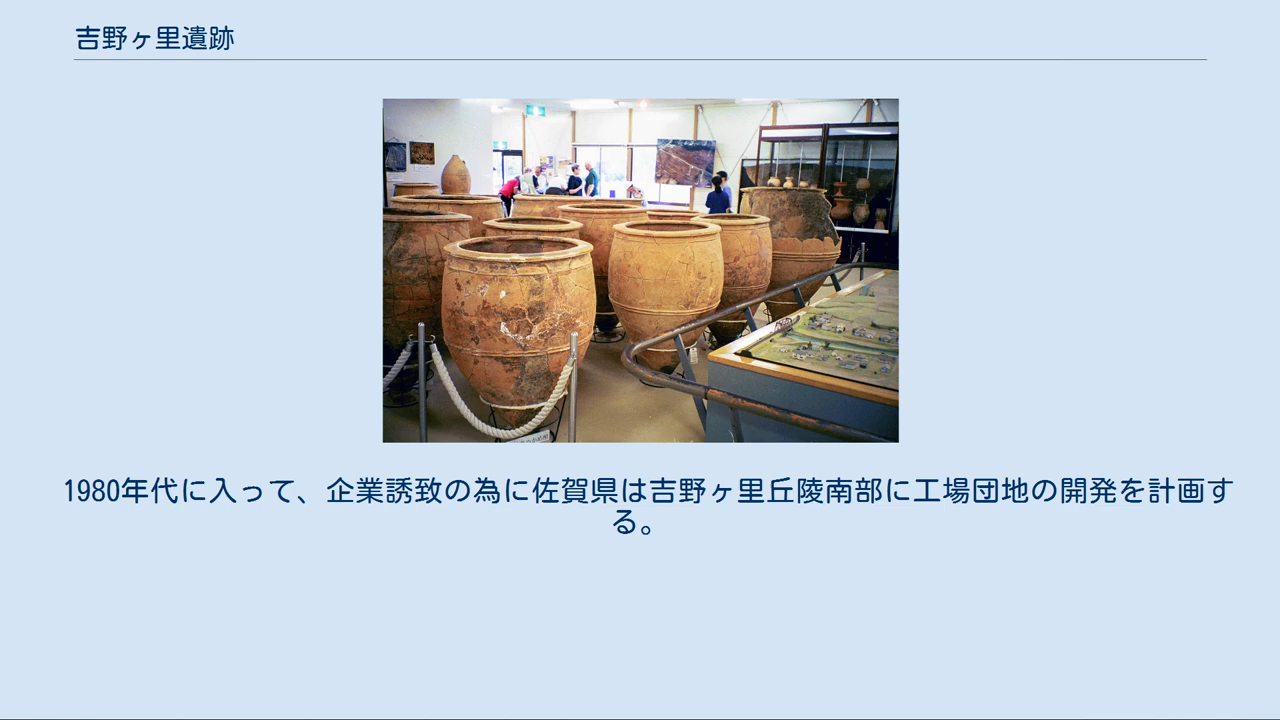 吉野ヶ里遺跡
1980年代に入って、企業誘致の為に佐賀県は吉野ヶ里丘陵南部に工場団地の開発を計画す
る。